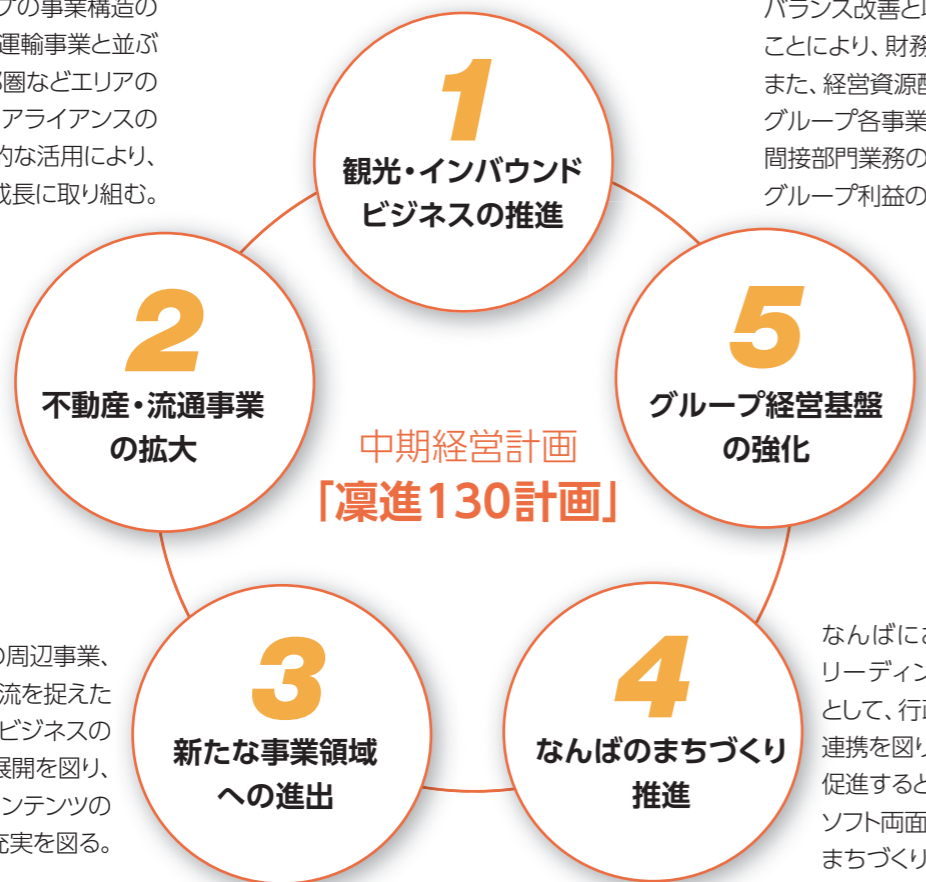 プの事業構造の
運輸事業と並ぶ
都圏などエリアの
アライアンスの
的な活用により、
成長に取り組む。
1
観光・インバウンド
ビジネスの推進
バランス改善と
ことにより、財務
また、経営資源
グループ各事業
間接部門業務の
グループ利益の
2
不動産・流通事業
の拡大
5
グループ経営基盤
の強化
中期経営計画
「凜進130計画」
の周辺事業、
流を捉えた
ビジネスの
展開を図り、
ンテンツの
充実を図る。
3
新たな事業領域
への進出
4
なんばのまちづくり
推進
なんばに
リーディン
として、行政
連携を図り
促進すると
ソフト両面
まちづくり